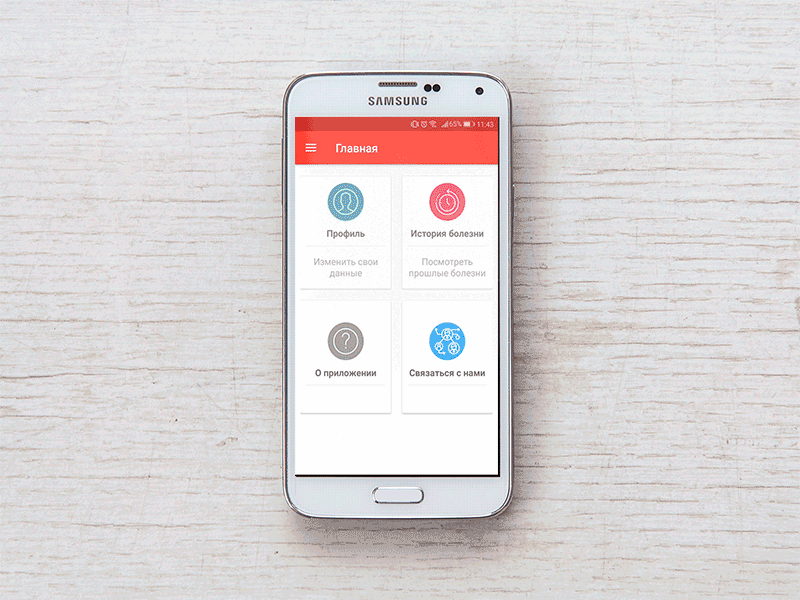 SAMSUNG
65% 11:43
Главная
Профиль
Изменить свои
данные
История болезни
Посмотреть
прошлые болезни
?
О приложении
Связаться с нами